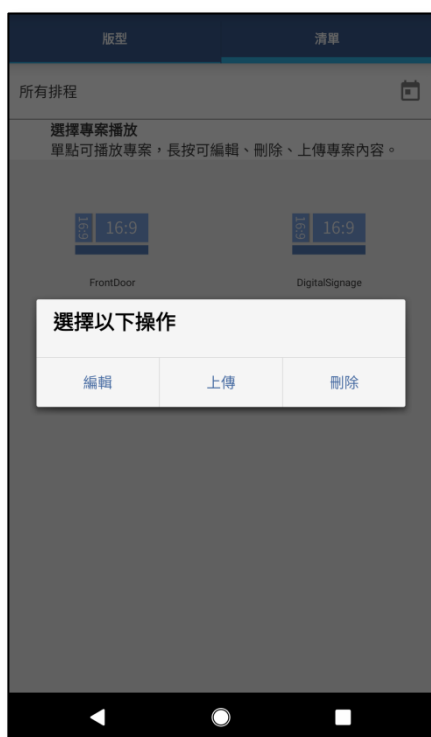 版型
清單
所有排程
選擇專案播放
單點可播放專案，長按可編輯、刪除、上傳專案內容。
16:9
16:9
16:9
16:9
FrontDoor
DigitalSignage
選擇以下操作
編輯
上傳
刪除